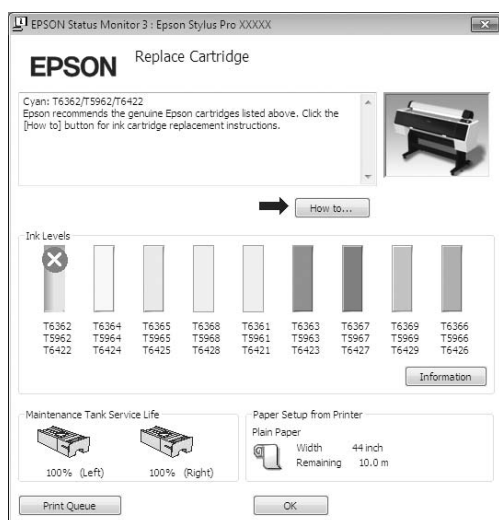 EPSON Status Monitor 3 : Epson Stylus Pro XXXXX
EPSON
Replace Cartridge
Cyan: T6362/T5962/T6422
Epson recommends the genuine Epson cartridges listed above. Click the
[How to] button for ink cartridge replacement instructions.
How to...
Ink Levels
T6362 T6364 T6365 T6368 T6361 T6363 T6367 T6369 T6366
T5962 T5964 T5965 T5968 T5961 T5963 T5967 T5969 T5966
T6422 T6424 T6425 T6428 T6421 T6423 T6427 T6429 T6426
Information
Maintenance Tank Service Life
100% (Left) 100% (Right)
Paper Setup from Printer
Plain Paper
Width 44 inch
Remaining 10.0 m
Print Queue
OK